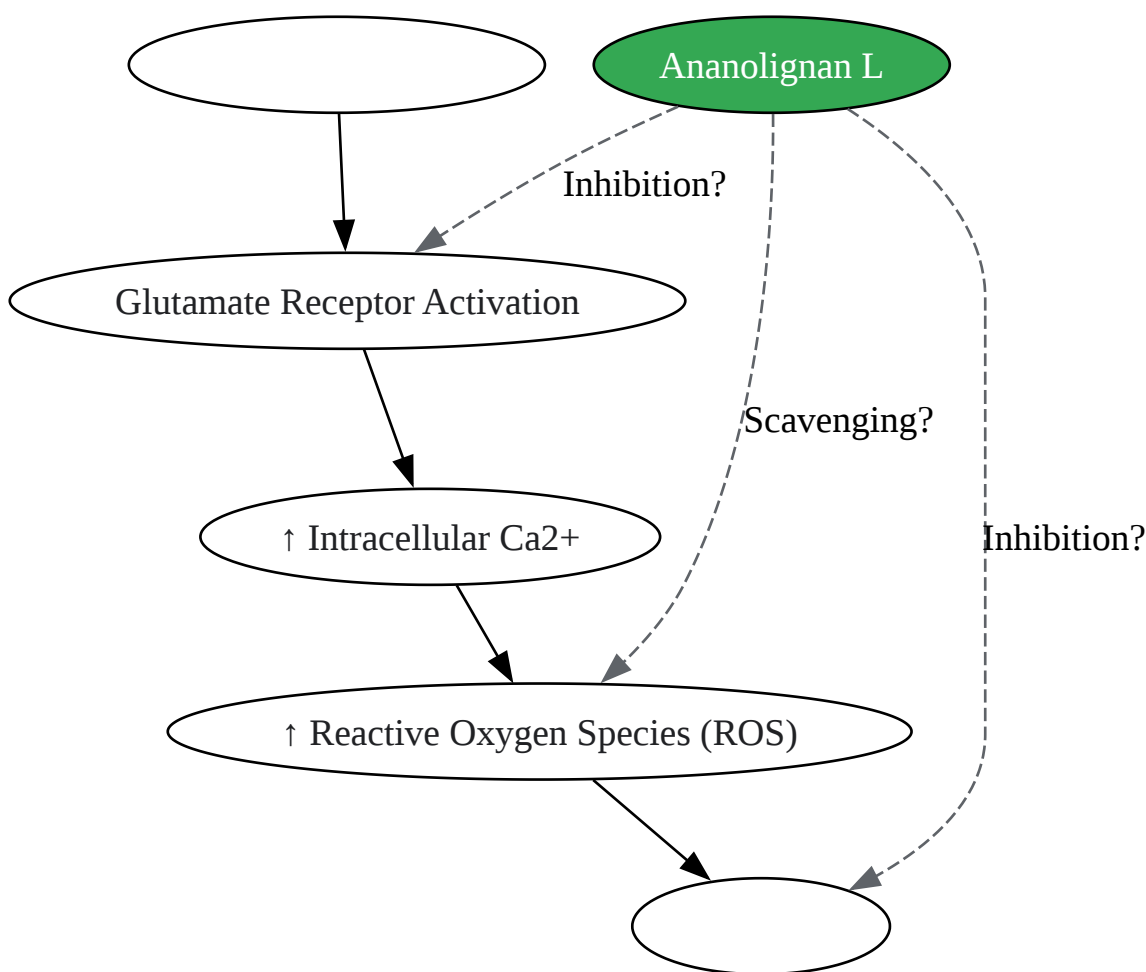 Ananolignan L
Inhibition?
Glutamate Receptor Activation
Scavenging?
↑ Intracellular Ca2+
Inhibition?
↑ Reactive Oxygen Species (ROS)